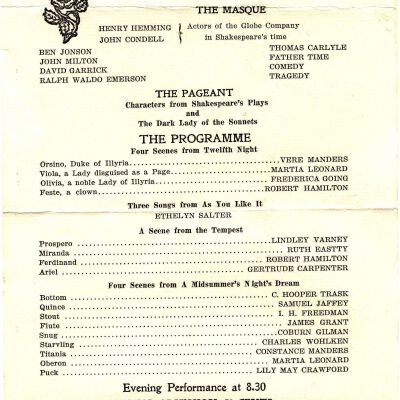 THE MASQUE
HENRY HEMMING
JOHN CONDELL
Actors of the Globe Company
in Shakespeare's time
BEN JONSON
JOHN MILTON
DAVID GARRICK
RALPH WALDO EMERSON
THOMAS CARLYLE
FATHER TIME
COMEDY
TRAGEDY
THE PAGEANT
Characters from Shakespeare's Plays
and
The Dark Lady of the Sonnets
THE PROGRAMME
Four Scenes from Twelfth Night
Orsino, Duke of Illyria..............................VERE MANDERS
Viola, a Lady disguised as a Page....................MARTIA LEONARD
Olivia, a noble Lady of Illyria......................FREDERICA GOING
Feste, a clown.......................................ROBERT HAMILTON
Three Songs from As You Like It
ETHELYN SALTER
A Scene from the Tempest
Prospero ............................................LINDLEY VARNEY
Miranda .............................................RUTH EASTTY
Ferdinand ...........................................ROBERT HAMILTON
Ariel ...............................................GERTRUDE CARPENTER
Four Scenes from A Midsummer's Night's Dream
Bottom ..............................................C. HOOPER TRASK
Quince ..............................................SAMUEL JAFFEY
Stout ...............................................I. H. FREEDMAN
Flute ...............................................JAMES GRANT
Snug ................................................COBURN GILMAN
Starvling ...........................................CHARLES WOHLKEN
Titania .............................................CONSTANCE MANDERS
Oberon ..............................................MARTIA LEONARD
Puck ................................................LILY MAY CRAWFORD
Evening Performance at 8.30